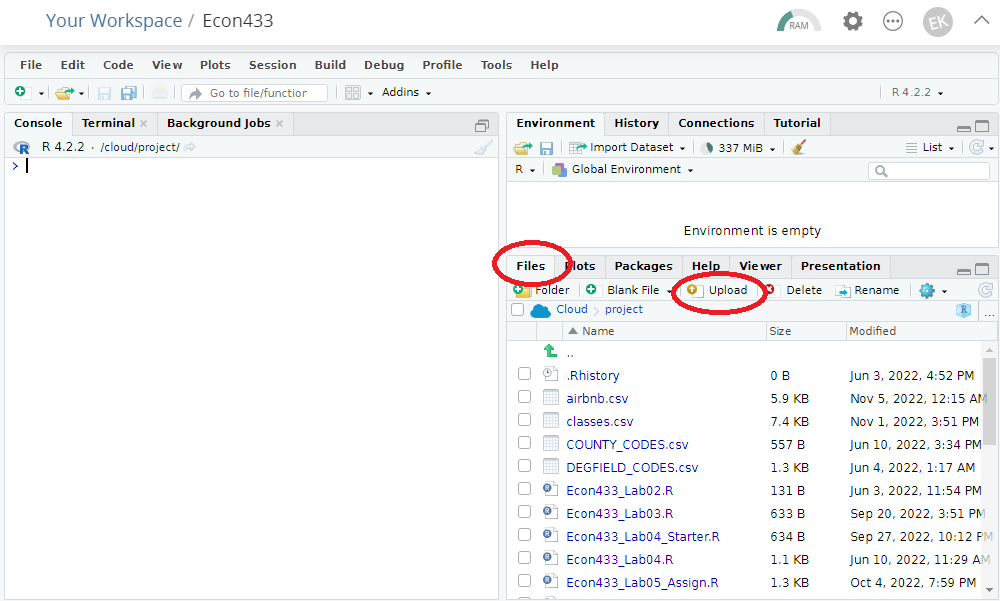 Your Workspace / Econ433
RAM
EK
File Edit Code View Plots Session Build Debug Profile Tools Help
Go to file/function
Addins
R 4.2.2
Console Terminal Background Jobs
R 4.2.2 · /cloud/project/
>
Environment History Connections Tutorial
Import Dataset 337 MiB List
R Global Environment
Environment is empty
Files Plots Packages Help Viewer Presentation
Folder Blank File Upload Delete Rename
Cloud project R ...
Name Size Modified
..
.Rhistory 0 B Jun 3, 2022, 4:52 PM
airbnb.csv 5.9 KB Nov 5, 2022, 12:15 AM
classes.csv 7.4 KB Nov 1, 2022, 3:51 PM
COUNTY_CODES.csv 557 B Jun 10, 2022, 3:34 PM
DEGFIELD_CODES.csv 1.3 KB Jun 4, 2022, 1:17 AM
Econ433_Lab02.R 131 B Jun 3, 2022, 11:54 PM
Econ433_Lab03.R 633 B Sep 20, 2022, 3:51 PM
Econ433_Lab04_Starter.R 634 B Sep 27, 2022, 10:12 PM
Econ433_Lab04.R 1.1 KB Jun 10, 2022, 11:29 AM
Econ433_Lab05_Assign.R 1.3 KB Oct 4, 2022, 7:59 PM